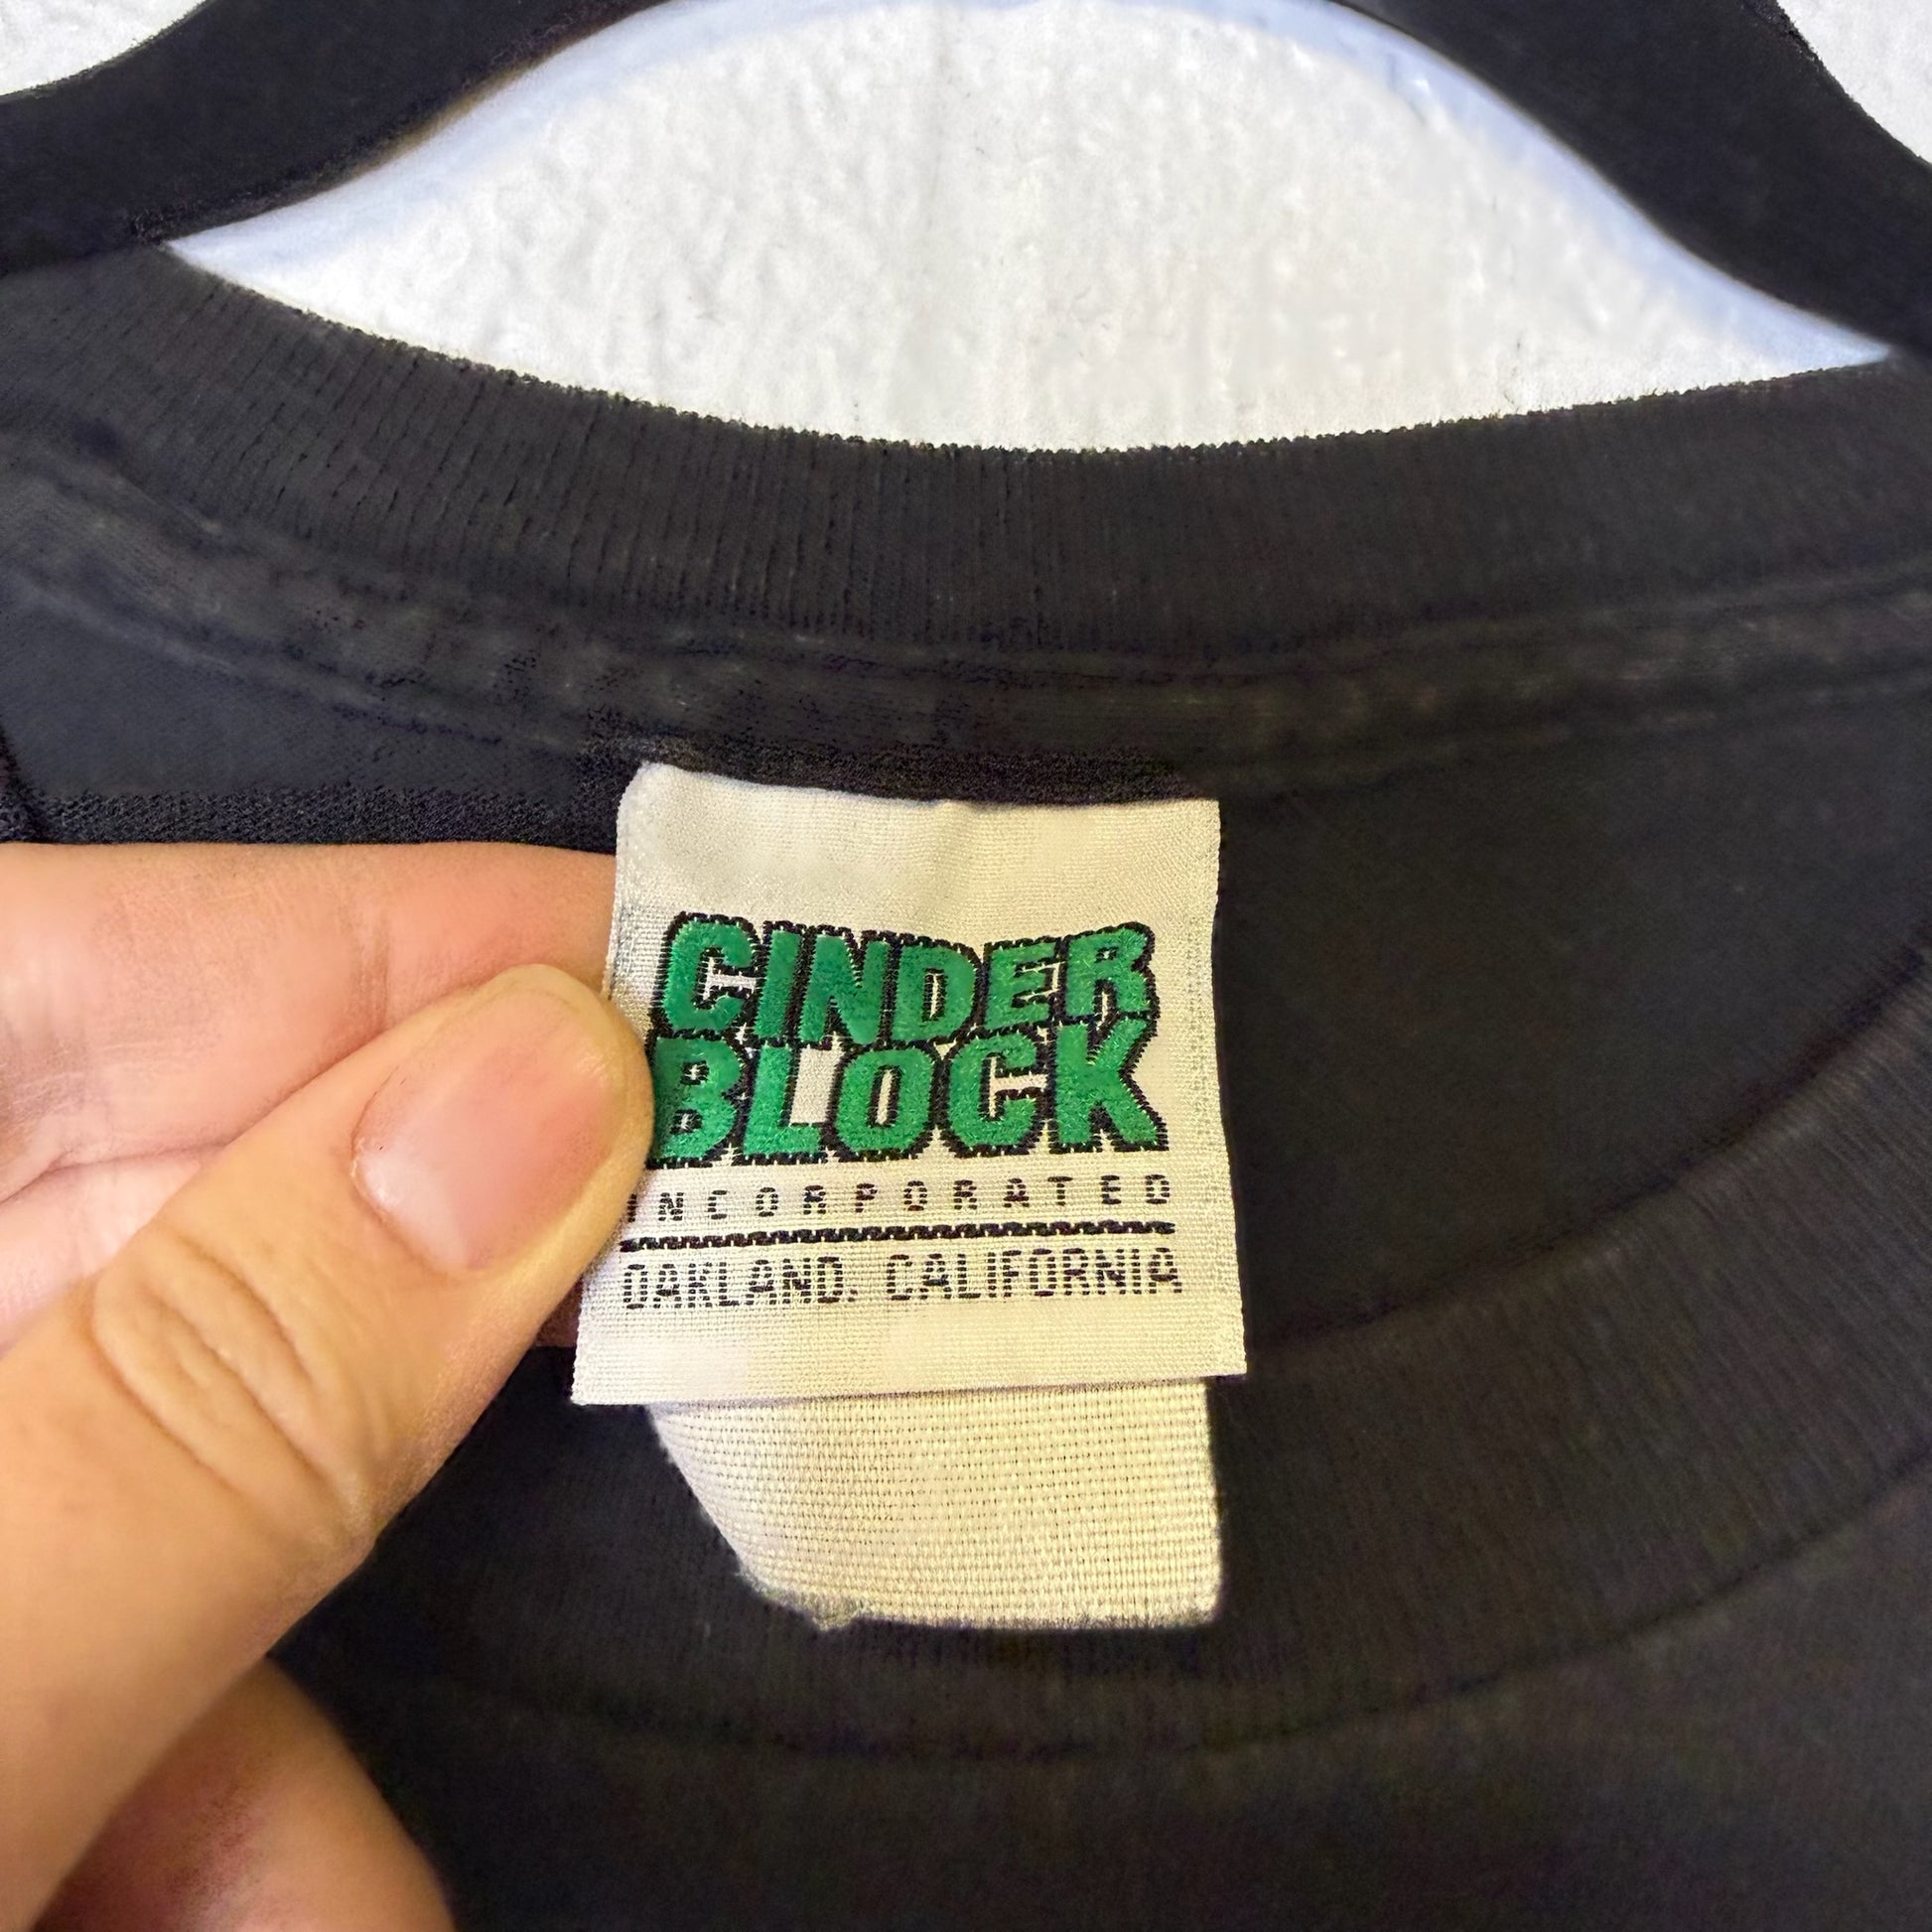 CINDER
BLOCK
INCORPORATED
OAKLAND, CALIFORNIA